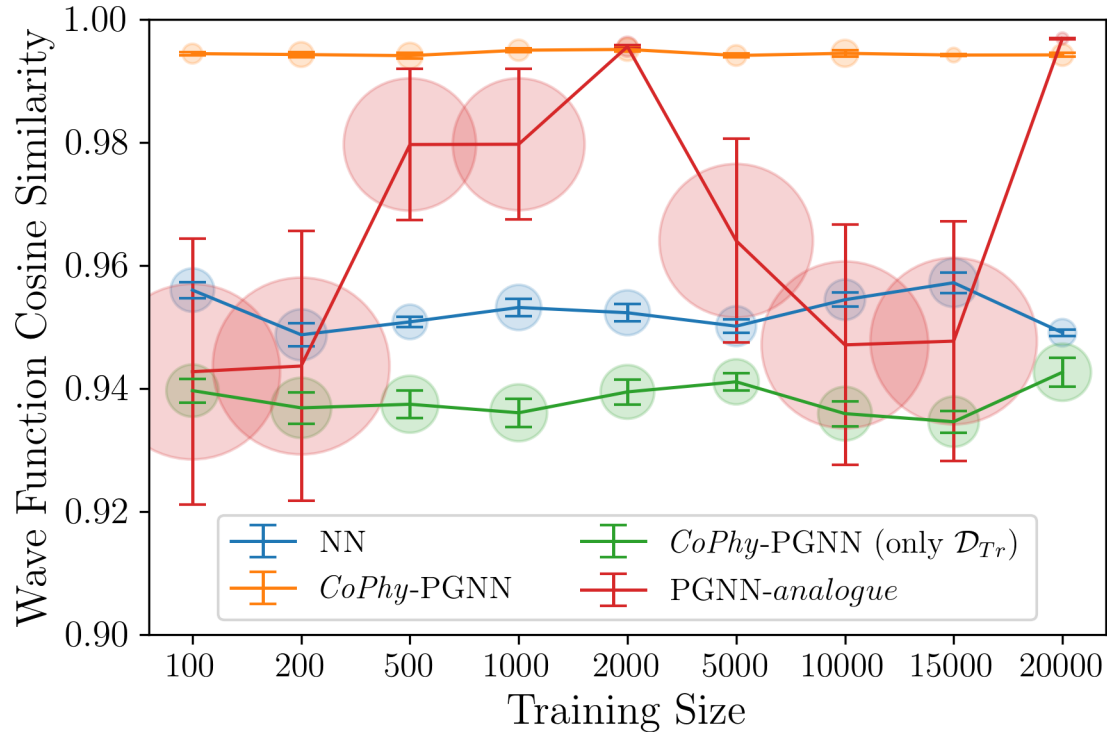 Wave Function Cosine Similarity
1.00
0.98
0.96
0.94
0.92
0.90
NN
CoPhy-PGNN
CoPhy-PGNN (only 𝒟_Tr)
PGNN-analogue
100 200 500 1000 2000 5000 10000 15000 20000
Training Size